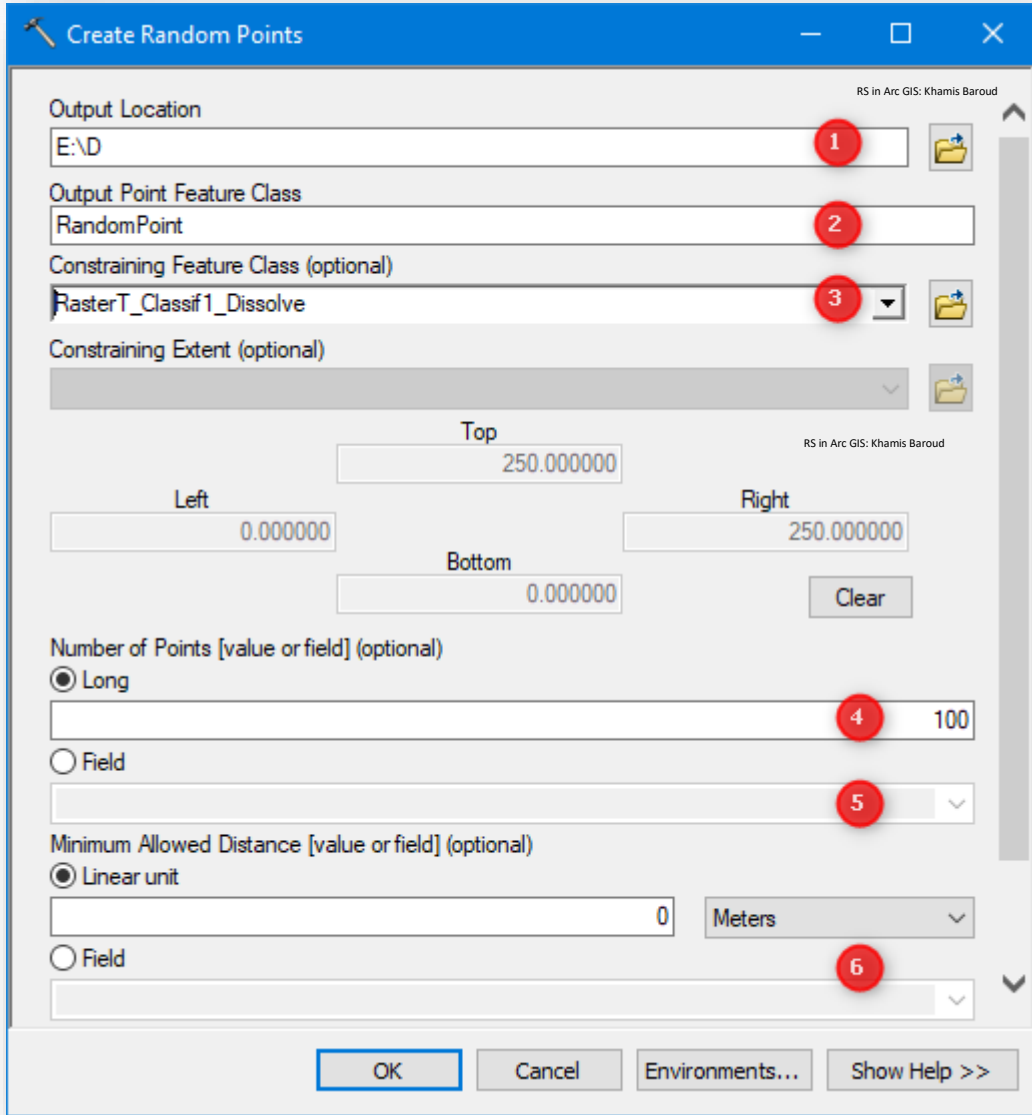 Create Random Points
RS in Arc GIS: Khamis Baroud
Output Location
E:\D
1
Output Point Feature Class
RandomPoint
2
Constraining Feature Class (optional)
RasterT_Classif1_Dissolve
3
Constraining Extent (optional)
Top
RS in Arc GIS: Khamis Baroud
250.000000
Left
Right
0.000000
250.000000
Bottom
0.000000
Clear
Number of Points [value or field] (optional)
Long
4
100
Field
5
Minimum Allowed Distance [value or field] (optional)
Linear unit
0
Meters
Field
6
OK
Cancel
Environments...
Show Help >>